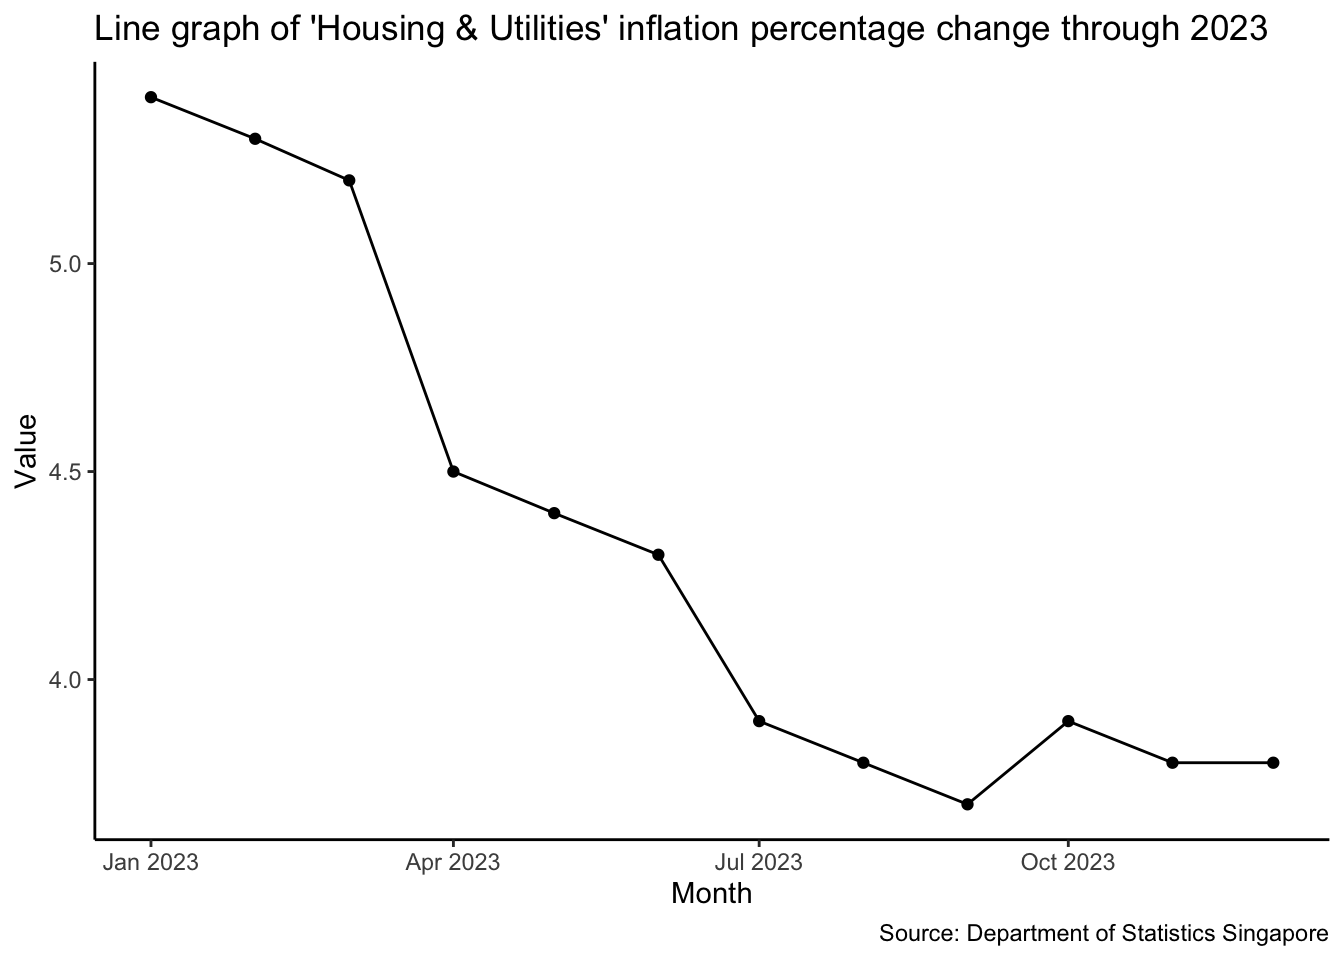 Line graph of 'Housing & Utilities' inflation percentage change through 2023
5.0
4.5
4.0
Value
Jan 2023 Apr 2023 Jul 2023 Oct 2023
Month
Source: Department of Statistics Singapore